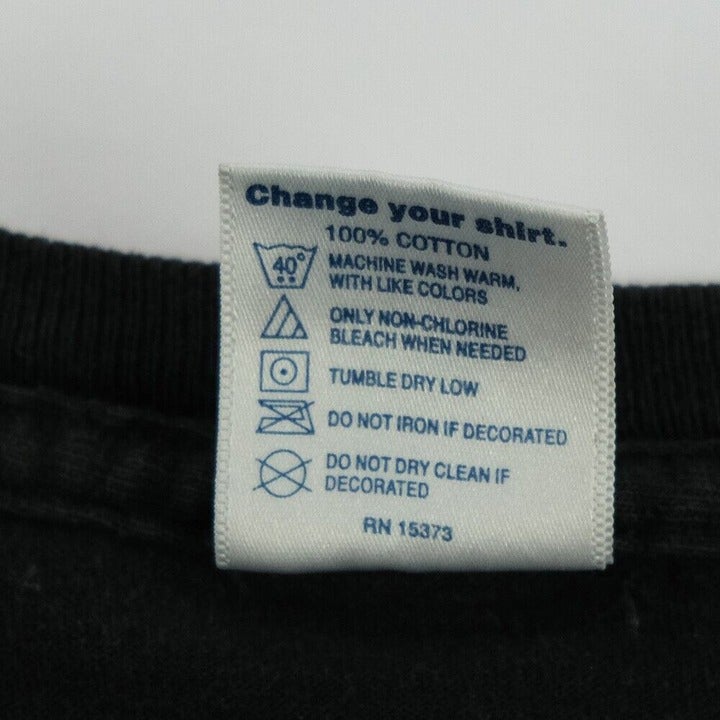 Change your shirt.
100% COTTON
40°
MACHINE WASH WARM,
WITH LIKE COLORS
ONLY NON-CHLORINE
BLEACH WHEN NEEDED
TUMBLE DRY LOW
DO NOT IRON IF DECORATED
DO NOT DRY CLEAN IF
DECORATED
RN 15373